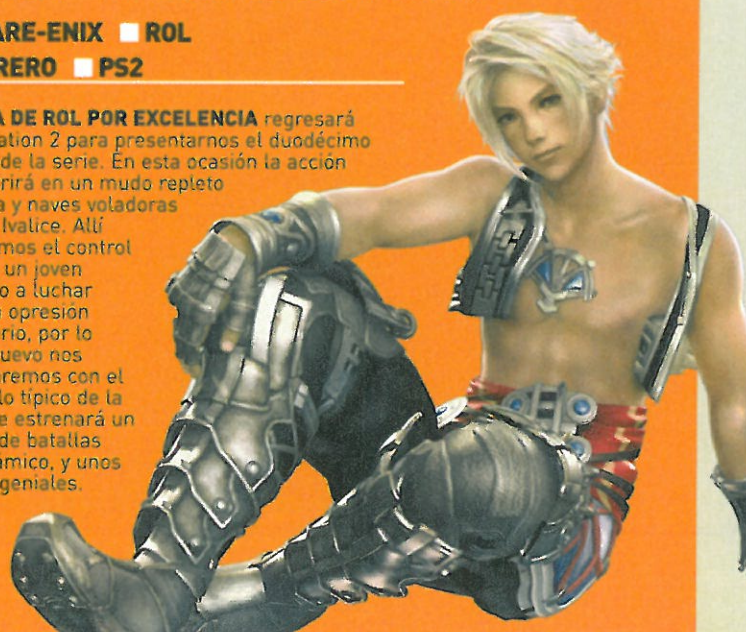 ARE-ENIX ROL
RERO PS2
A DE ROL POR EXCELENCIA regresará
ation 2 para presentarnos el duodécimo
de la serie. En esta ocasión la acción
rirá en un mudo repleto
a y naves voladoras
Ivalice. Allí
mos el control
un joven
o a luchar
opresión
rio, por lo
uevo nos
remos con el
lo típico de la
e estrenará un
de batallas
ámico, y unos
geniales.